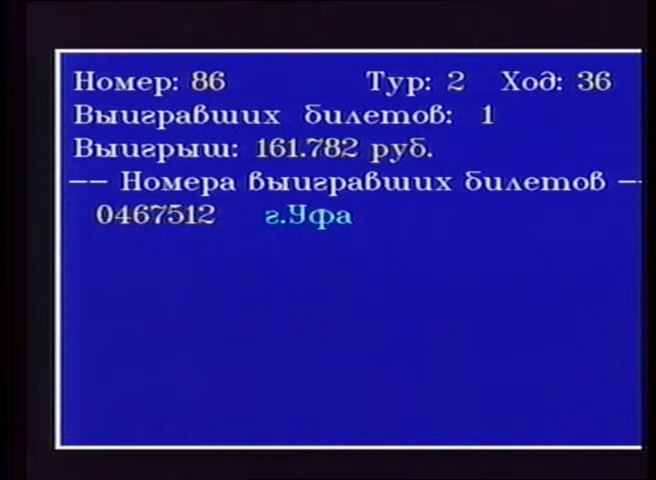 Номер: 86 Тур: 2 Ход: 36
Выигравших билетов: 1
Выигрыш: 161.782 руб.
-- Номера выигравших билетов --
0467512 г.Уфа